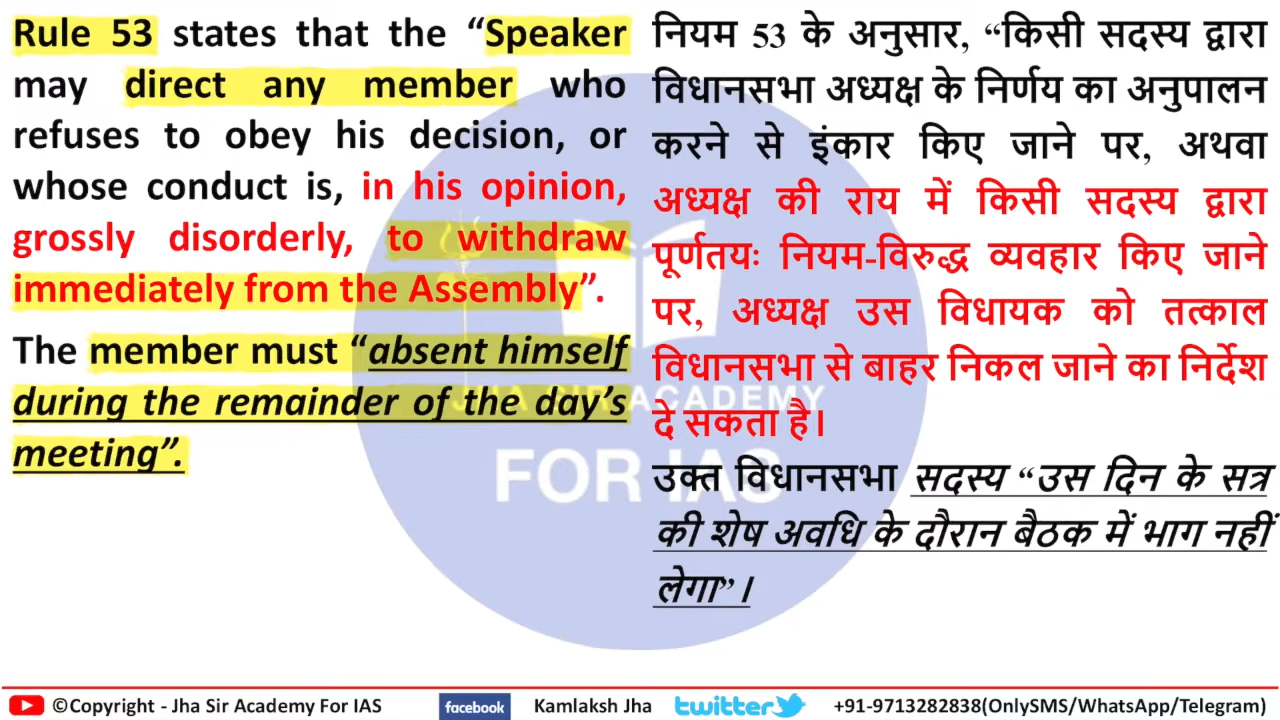 Rule 53 states that the “Speaker
may direct any member who
refuses to obey his decision, or
whose conduct is, in his opinion,
grossly disorderly, to withdraw
immediately from the Assembly”.
The member must “absent himself
during the remainder of the day’s
meeting”.
नियम 53 के अनुसार, “किसी सदस्य द्वारा
विधानसभा अध्यक्ष के निर्णय का अनुपालन
करने से इंकार किए जाने पर, अथवा
अध्यक्ष की राय में किसी सदस्य द्वारा
पूर्णतयः नियम-विरुद्ध व्यवहार किए जाने
पर, अध्यक्ष उस विधायक को तत्काल
विधानसभा से बाहर निकल जाने का निर्देश
दे सकता है।
उक्त विधानसभा सदस्य “उस दिन के सत्र
की शेष अवधि के दौरान बैठक में भाग नहीं
लेगा”।
JHA SIR ACADEMY
FOR IAS
©Copyright - Jha Sir Academy For IAS facebook Kamlaksh Jha twitter +91-9713282838(OnlySMS/WhatsApp/Telegram)